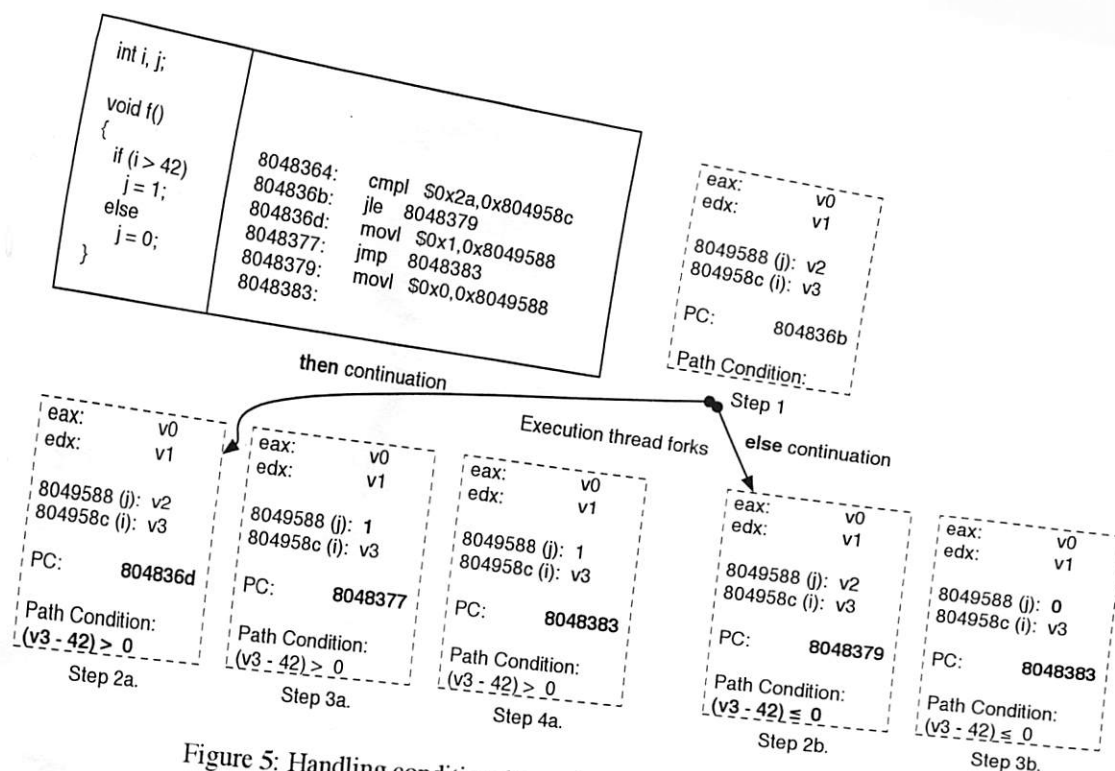 int i, j;
void f()
{
if (i > 42)
j = 1;
else
j = 0;
}
8048364: cmpl $0x2a,0x804958c
804836b: jle 8048379
804836d: movl $0x1,0x8049588
8048377: jmp 8048383
8048379: movl $0x0,0x8049588
8048383:
eax: v0
edx: v1
8049588 (j): v2
804958c (i): v3
PC: 804836b
Path Condition:
Step 1
then continuation
Execution thread forks
else continuation
eax: v0
edx: v1
8049588 (j): v2
804958c (i): v3
PC: 804836d
Path Condition:
(v3 - 42) > 0
Step 2a.
eax: v0
edx: v1
8049588 (j): 1
804958c (i): v3
PC: 8048377
Path Condition:
(v3 - 42) > 0
Step 3a.
eax: v0
edx: v1
8049588 (j): 1
804958c (i): v3
PC: 8048383
Path Condition:
(v3 - 42) > 0
Step 4a.
eax: v0
edx: v1
8049588 (j): v2
804958c (i): v3
PC: 8048379
Path Condition:
(v3 - 42) ≤ 0
Step 2b.
eax: v0
edx: v1
8049588 (j): 0
804958c (i): v3
PC: 8048383
Path Condition:
(v3 - 42) ≤ 0
Step 3b.
Figure 5: Handling